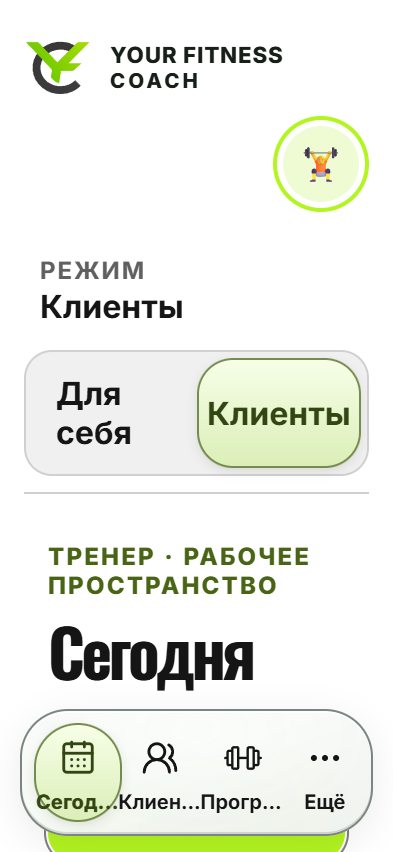 YOUR FITNESS
COACH
РЕЖИМ
Клиенты
Для
себя
Клиенты
ТРЕНЕР · РАБОЧЕЕ
ПРОСТРАНСТВО
Сегодня
Сегод... Клиен... Прогр... Ещё